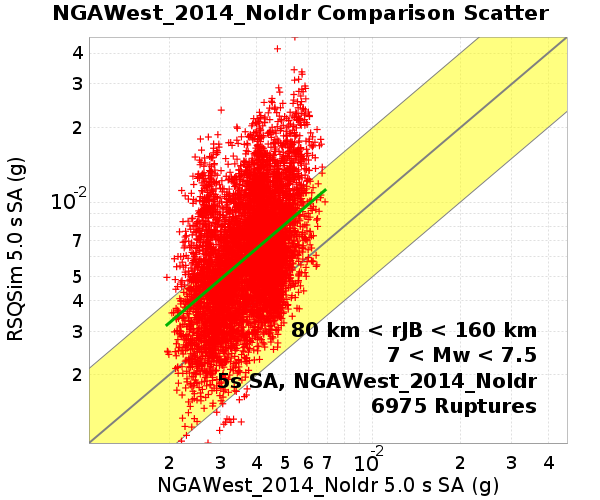 NGAWest_2014_NoIdr Comparison Scatter
RSQSim 5.0 s SA (g)
4
3
2
10-2
7
5
4
3
2
80 km < rJB < 160 km
7 < Mw < 7.5
5s SA, NGAWest_2014_NoIdr
6975 Ruptures
2 3 4 5 6 7 10-2 2 3 4
NGAWest_2014_NoIdr 5.0 s SA (g)